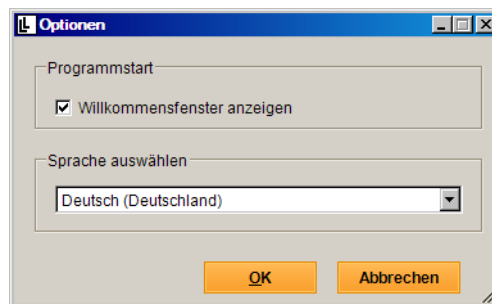 Optionen
Programmstart
Willkommensfenster anzeigen
Sprache auswählen
Deutsch (Deutschland)
OK
Abbrechen